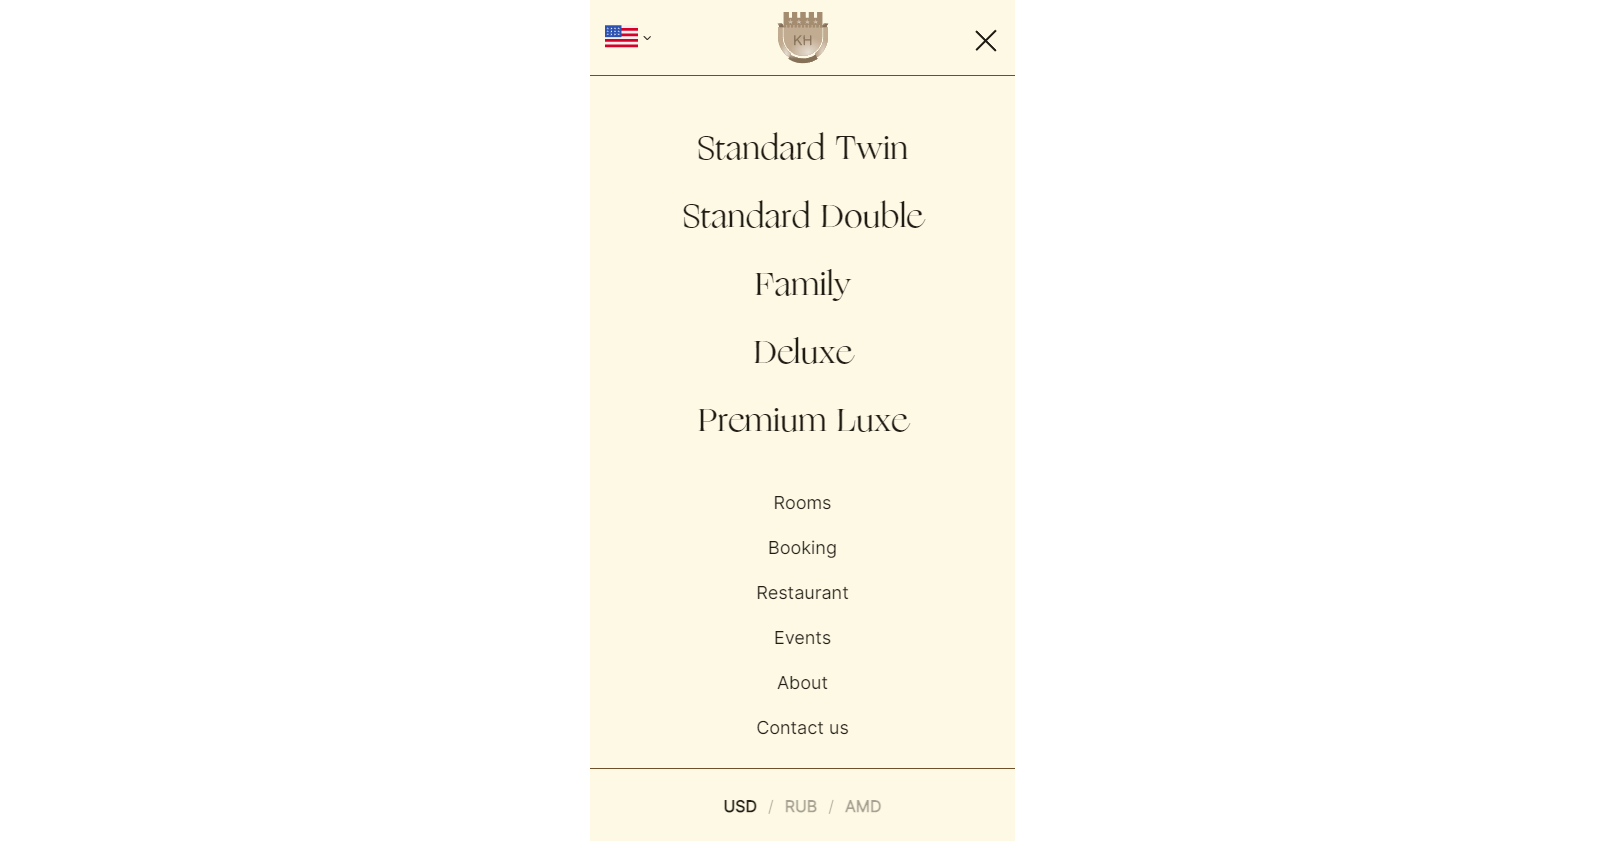 KH
Standard Twin
Standard Double
Family
Deluxe
Premium Luxe
Rooms
Booking
Restaurant
Events
About
Contact us
USD / RUB / AMD